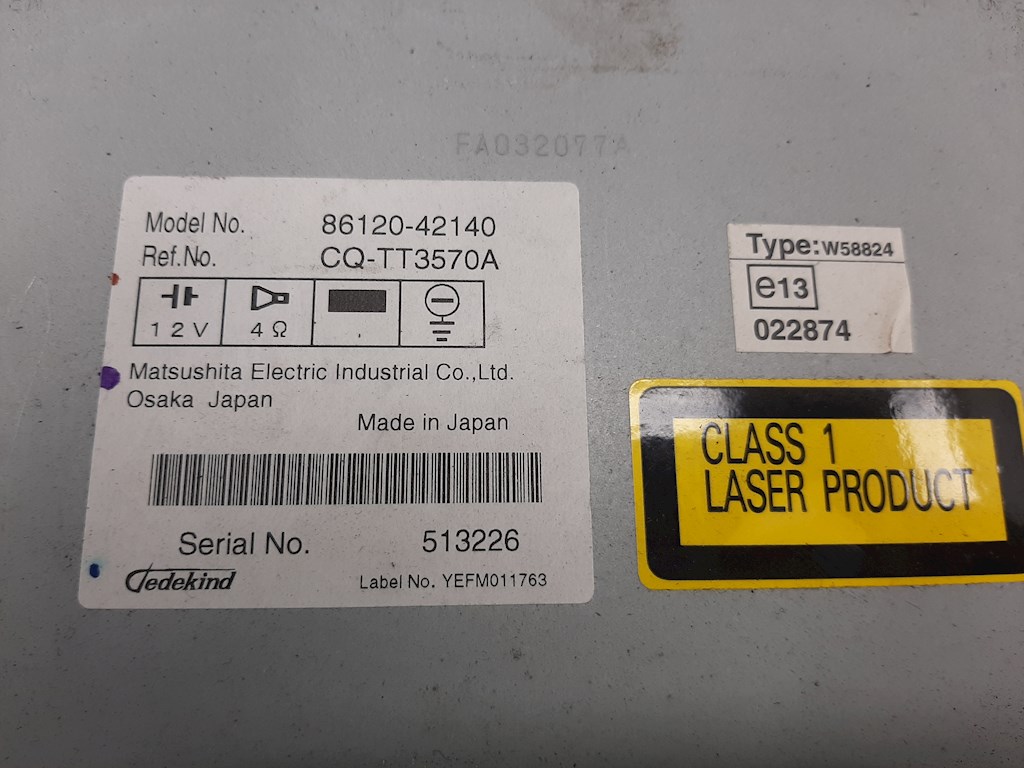 FA032077A
Model No. 86120-42140
Ref.No. CQ-TT3570A
12V 4Ω
Matsushita Electric Industrial Co.,Ltd.
Osaka Japan
Made in Japan
Serial No. 513226
Jedekind Label No. YEFM011763
Type:W58824
e13
022874
CLASS 1
LASER PRODUCT